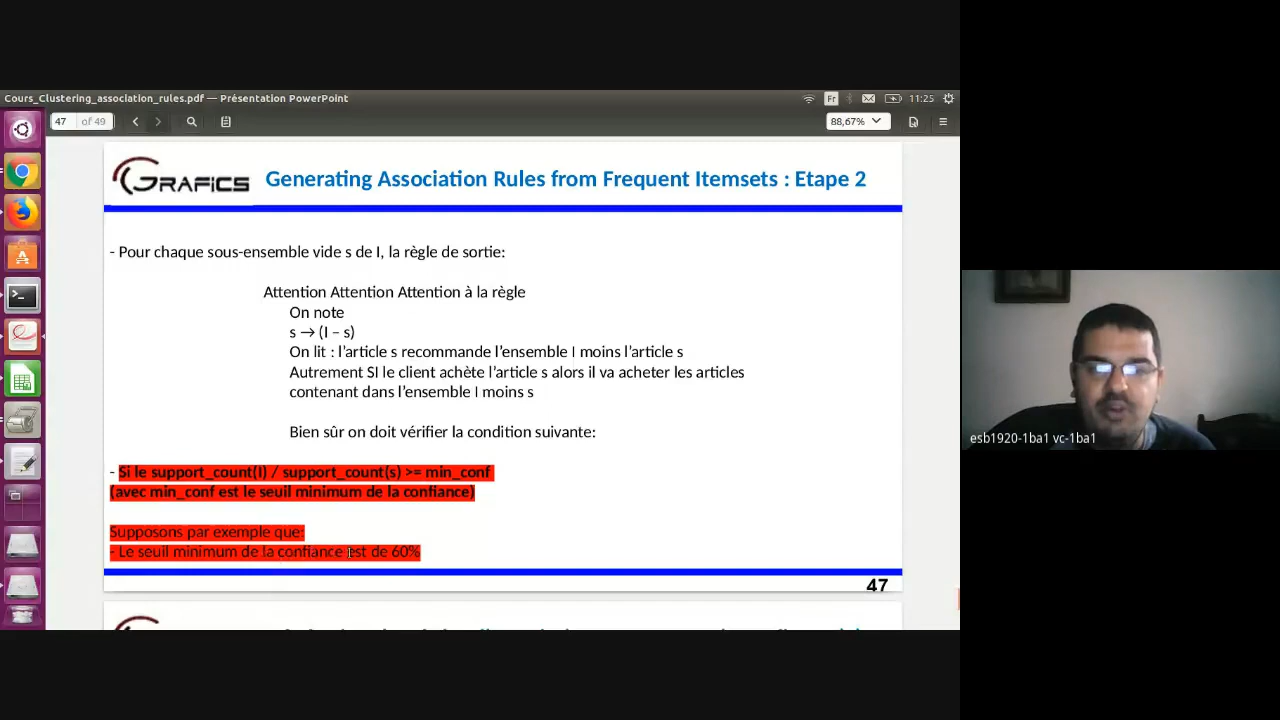 Cours_Clustering_association_rules.pdf — Présentation PowerPoint
Fr
11:25
47 of 49
88,67%
GRAFICS
Generating Association Rules from Frequent Itemsets : Etape 2
- Pour chaque sous-ensemble vide s de I, la règle de sortie:
Attention Attention Attention à la règle
On note
s → (I – s)
On lit : l'article s recommande l'ensemble I moins l'article s
Autrement SI le client achète l'article s alors il va acheter les articles
contenant dans l'ensemble I moins s
Bien sûr on doit vérifier la condition suivante:
- Si le support_count(I) / support_count(s) >= min_conf
(avec min_conf est le seuil minimum de la confiance)
Supposons par exemple que:
- Le seuil minimum de la confiance est de 60%
47
esb1920-1ba1 vc-1ba1